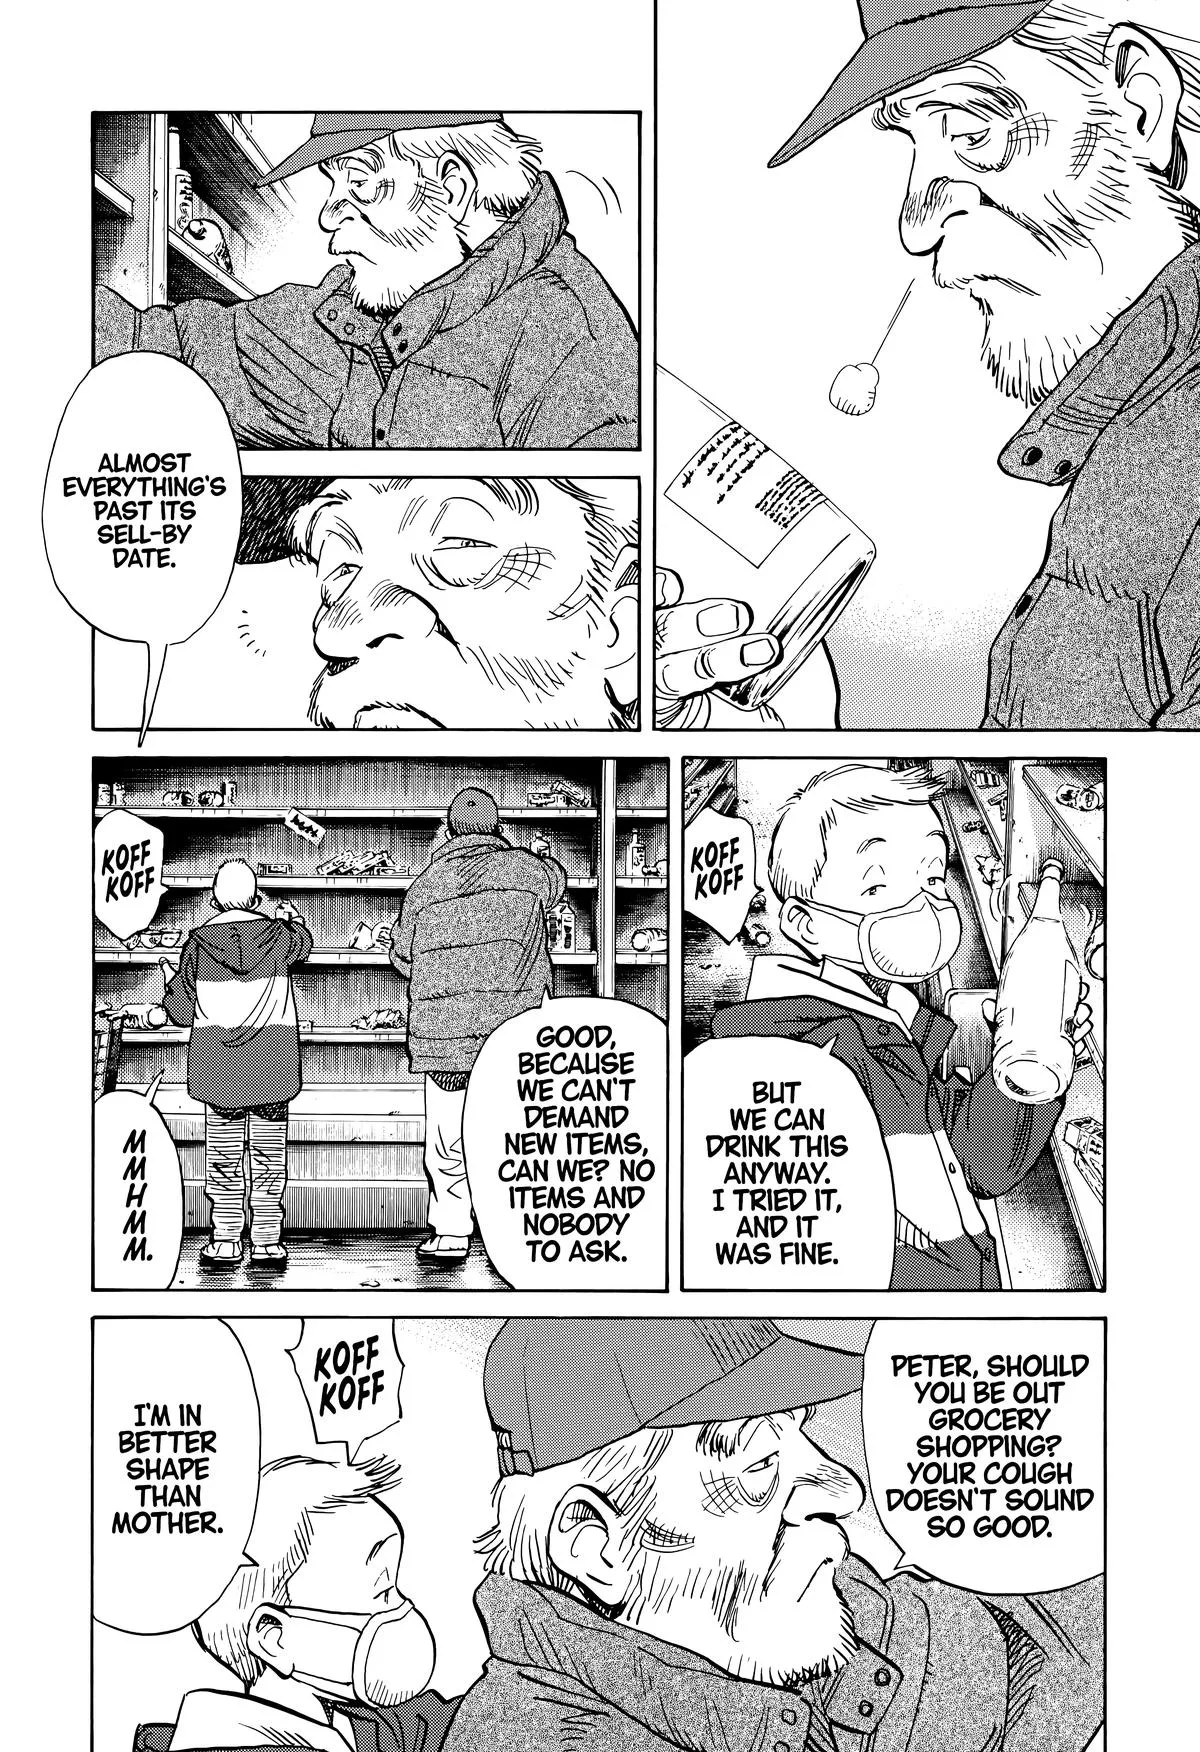 ALMOST
EVERYTHING'S
PAST ITS
SELL-BY
DATE.
KOFF
KOFF
MMHMM.
GOOD,
BECAUSE
WE CAN'T
DEMAND
NEW ITEMS,
CAN WE? NO
ITEMS AND
NOBODY
TO ASK.
KOFF
KOFF
BUT
WE CAN
DRINK THIS
ANYWAY.
I TRIED IT,
AND IT
WAS FINE.
PETER, SHOULD
YOU BE OUT
GROCERY
SHOPPING?
YOUR COUGH
DOESN'T SOUND
SO GOOD.
KOFF
KOFF
I'M IN
BETTER
SHAPE
THAN
MOTHER.